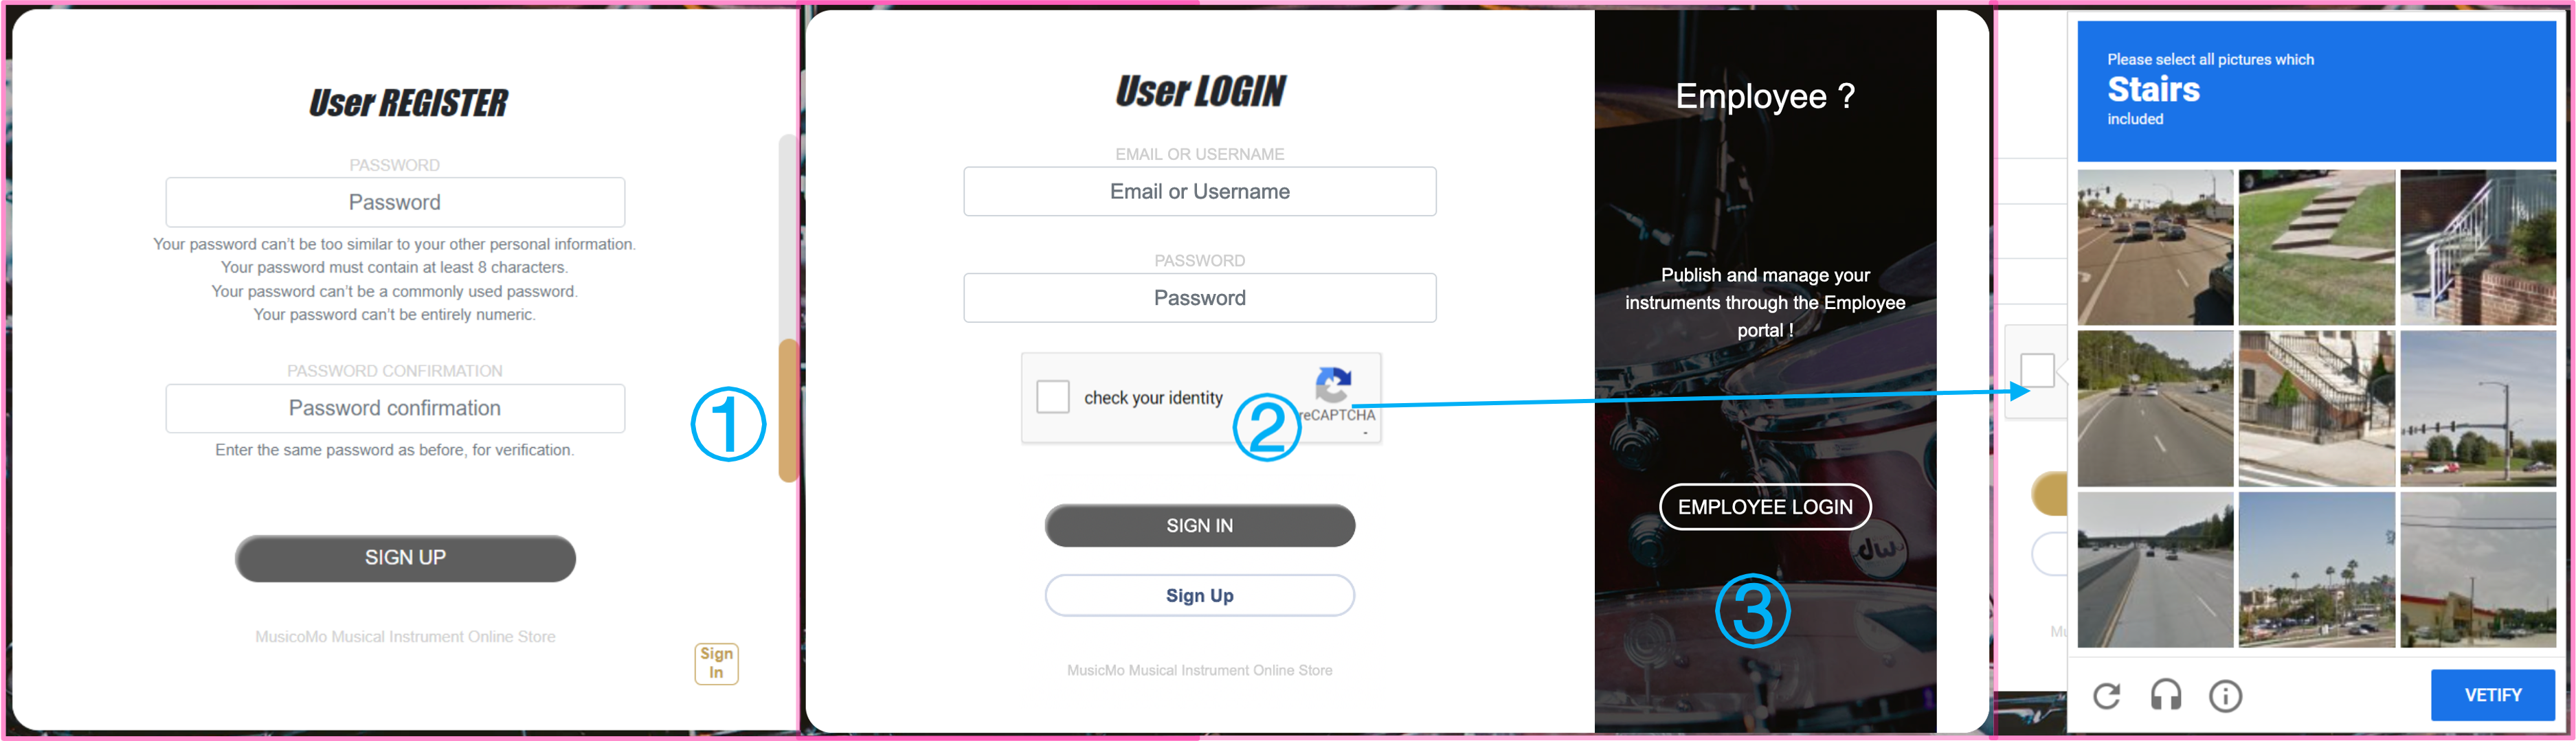 User REGISTER
PASSWORD
Password
Your password can't be too similar to your other personal information.
Your password must contain at least 8 characters.
Your password can't be a commonly used password.
Your password can't be entirely numeric.
PASSWORD CONFIRMATION
Password confirmation
Enter the same password as before, for verification.
①
SIGN UP
MusicoMo Musical Instrument Online Store
Sign
In
User LOGIN
EMAIL OR USERNAME
Email or Username
PASSWORD
Password
check your identity
reCAPTCHA
②
SIGN IN
Sign Up
MusicMo Musical Instrument Online Store
Employee ?
Publish and manage your
instruments through the Employee
portal !
EMPLOYEE LOGIN
dw
③
Please select all pictures which
Stairs
included
Mu
VETIFY